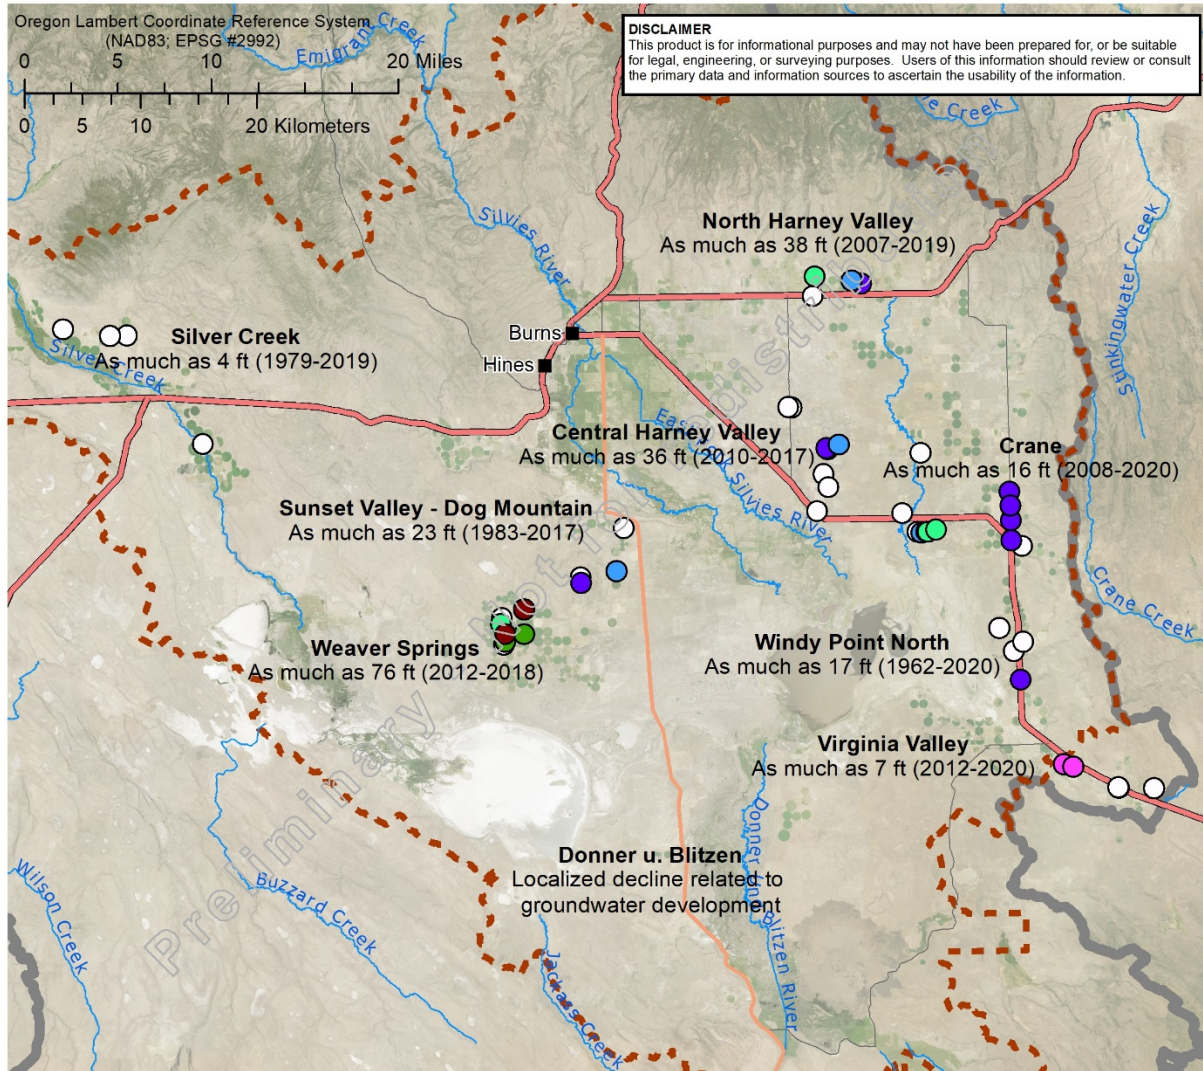 Oregon Lambert Coordinate Reference System
(NAD83; EPSG #2992)
0 5 10 20 Miles
0 5 10 20 Kilometers
DISCLAIMER
This product is for informational purposes and may not have been prepared for, or be suitable
for legal, engineering, or surveying purposes. Users of this information should review or consult
the primary data and information sources to ascertain the usability of the information.
Emigrant Creek
Silvies River
Stinkingwater Creek
North Harney Valley
As much as 38 ft (2007-2019)
Burns
Hines
Silver Creek
As much as 4 ft (1979-2019)
Silver Creek
Central Harney Valley
As much as 36 ft (2010-2017)
East Fork Silvies River
Crane
As much as 16 ft (2008-2020)
Sunset Valley - Dog Mountain
As much as 23 ft (1983-2017)
Crane Creek
Weaver Springs
As much as 76 ft (2012-2018)
Windy Point North
As much as 17 ft (1962-2020)
Virginia Valley
As much as 7 ft (2012-2020)
Donner u. Blitzen
Localized decline related to
groundwater development
Donner und Blitzen River
Wilson Creek
Buzzard Creek
Jackass Creek
Preliminary Not